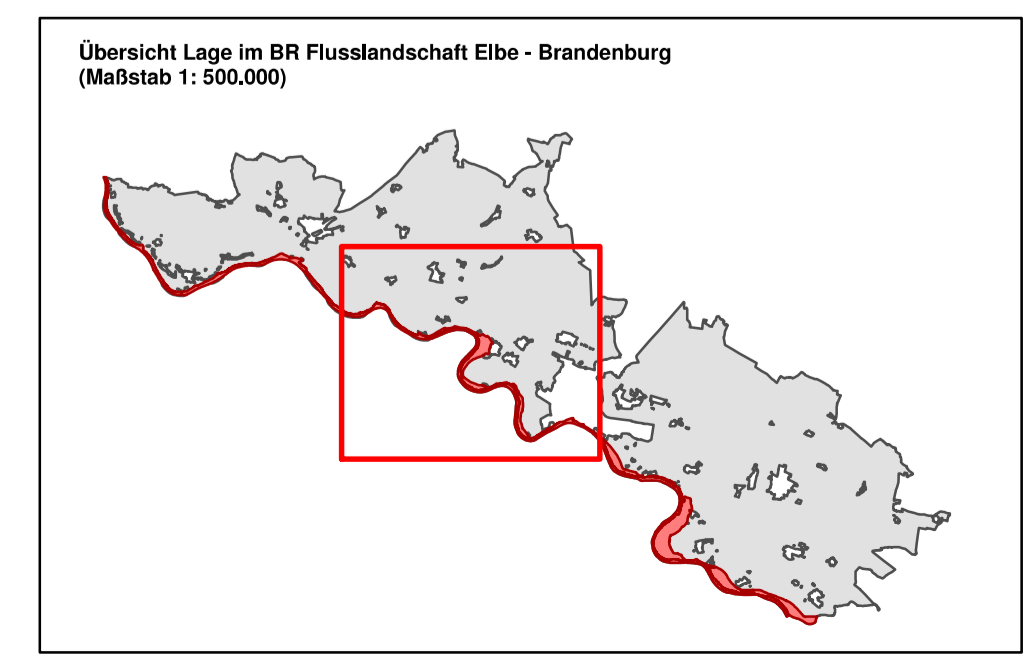 Übersicht Lage im BR Flusslandschaft Elbe - Brandenburg
(Maßstab 1: 500.000)